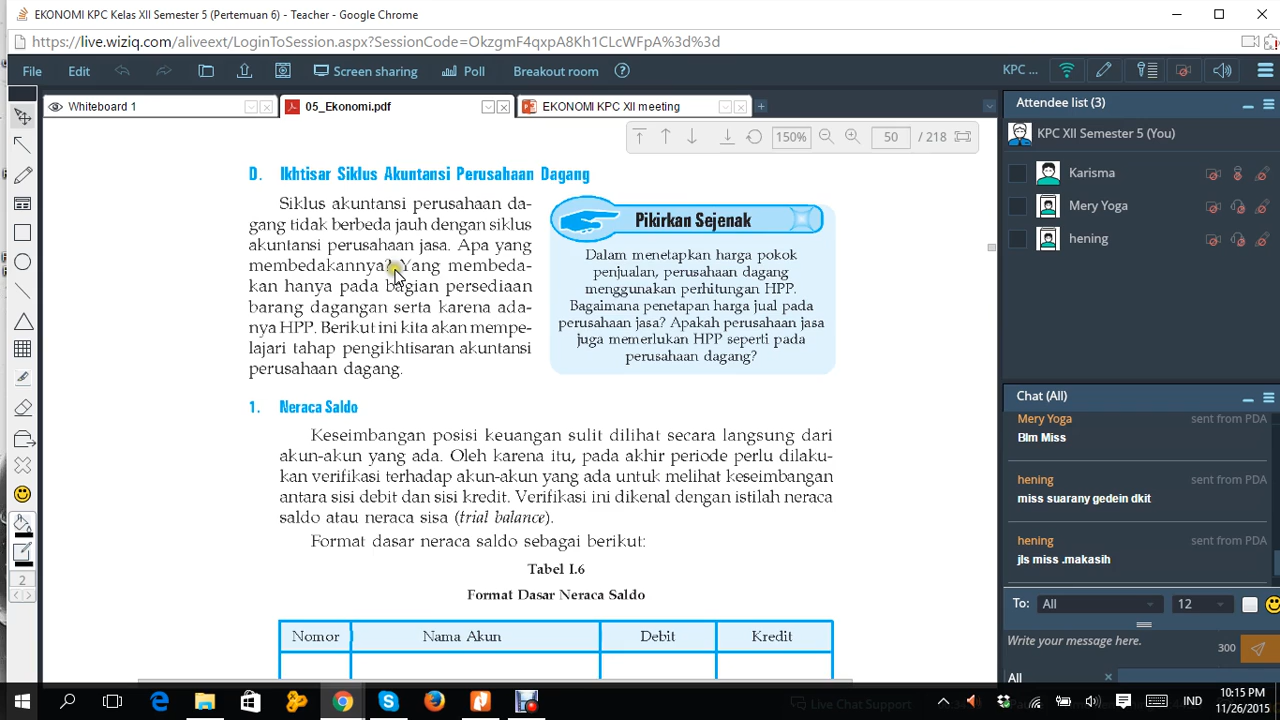 EKONOMI KPC Kelas XII Semester 5 (Pertemuan 6) - Teacher - Google Chrome
https://live.wiziq.com/aliveext/LoginToSession.aspx?SessionCode=OkzgmF4qxpA8Kh1CLcWFpA%3d%3d
File Edit Screen sharing Poll Breakout room KPC ...
Whiteboard 1 05_Ekonomi.pdf EKONOMI KPC XII meeting
150% 50 / 218
D. Ikhtisar Siklus Akuntansi Perusahaan Dagang
Siklus akuntansi perusahaan da-
gang tidak berbeda jauh dengan siklus
akuntansi perusahaan jasa. Apa yang
membedakannya? Yang membeda-
kan hanya pada bagian persediaan
barang dagangan serta karena ada-
nya HPP. Berikut ini kita akan mempe-
lajari tahap pengikhtisaran akuntansi
perusahaan dagang.
Pikirkan Sejenak
Dalam menetapkan harga pokok
penjualan, perusahaan dagang
menggunakan perhitungan HPP.
Bagaimana penetapan harga jual pada
perusahaan jasa? Apakah perusahaan jasa
juga memerlukan HPP seperti pada
perusahaan dagang?
1. Neraca Saldo
Keseimbangan posisi keuangan sulit dilihat secara langsung dari
akun-akun yang ada. Oleh karena itu, pada akhir periode perlu dilaku-
kan verifikasi terhadap akun-akun yang ada untuk melihat keseimbangan
antara sisi debit dan sisi kredit. Verifikasi ini dikenal dengan istilah neraca
saldo atau neraca sisa (trial balance).
Format dasar neraca saldo sebagai berikut:
Tabel I.6
Format Dasar Neraca Saldo
Nomor Nama Akun Debit Kredit
2
Attendee list (3)
KPC XII Semester 5 (You)
Karisma
Mery Yoga
hening
Chat (All)
Mery Yoga sent from PDA
Blm Miss
hening sent from PDA
miss suarany gedein dkit
hening sent from PDA
jls miss .makasih
To: All 12
Write your message here. 300
All
Live Chat Support
IND
10:15 PM
11/26/2015